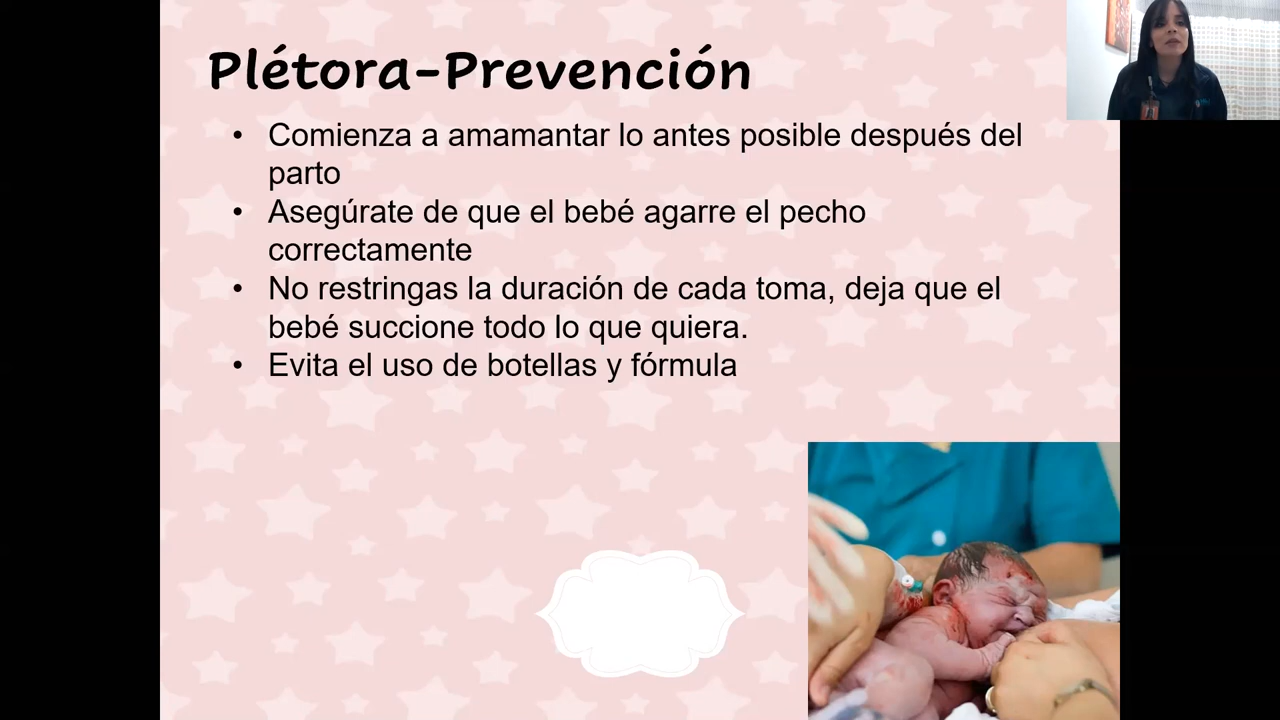 Plétora-Prevención
• Comienza a amamantar lo antes posible después del
parto
• Asegúrate de que el bebé agarre el pecho
correctamente
• No restringas la duración de cada toma, deja que el
bebé succione todo lo que quiera.
• Evita el uso de botellas y fórmula